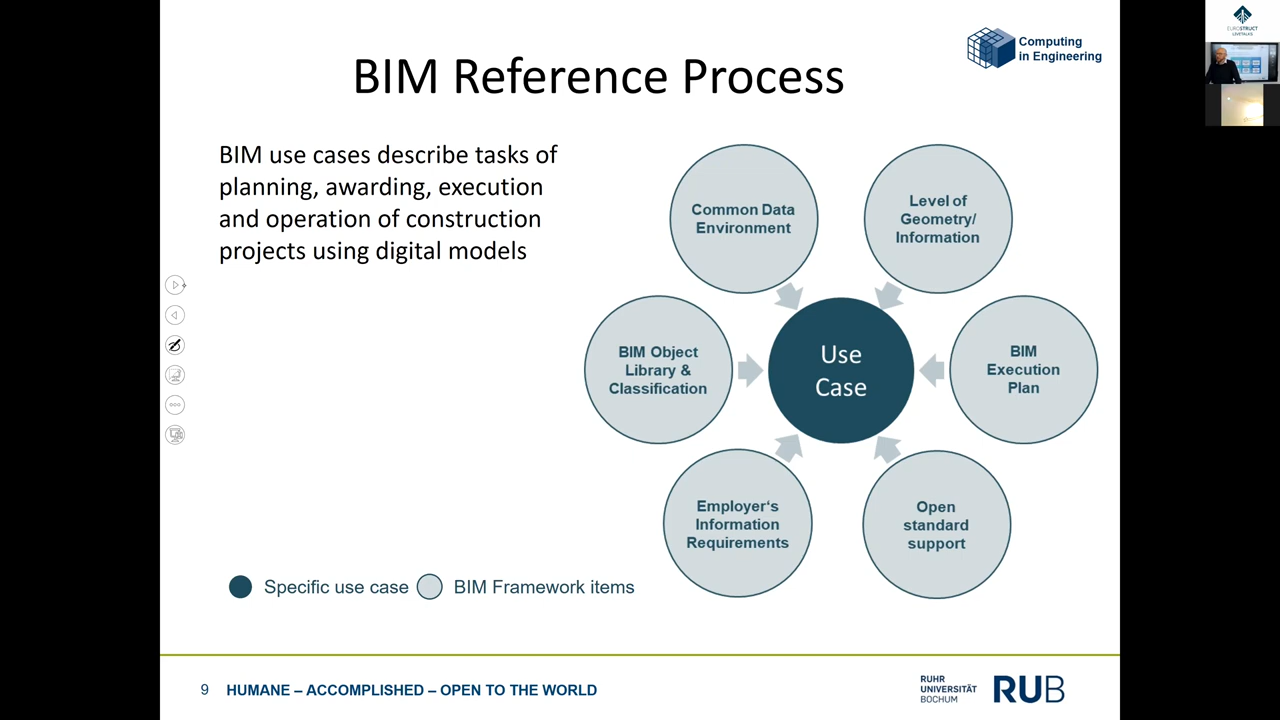 BIM Reference Process
Computing
in Engineering
EUROSTRUCT
LIVETALKS
BIM use cases describe tasks of
planning, awarding, execution
and operation of construction
projects using digital models
Common Data
Environment
Level of
Geometry/
Information
BIM Object
Library &
Classification
Use
Case
BIM
Execution
Plan
Employer‘s
Information
Requirements
Open
standard
support
Specific use case
BIM Framework items
9
HUMANE – ACCOMPLISHED – OPEN TO THE WORLD
RUHR
UNIVERSITÄT
BOCHUM
RUB